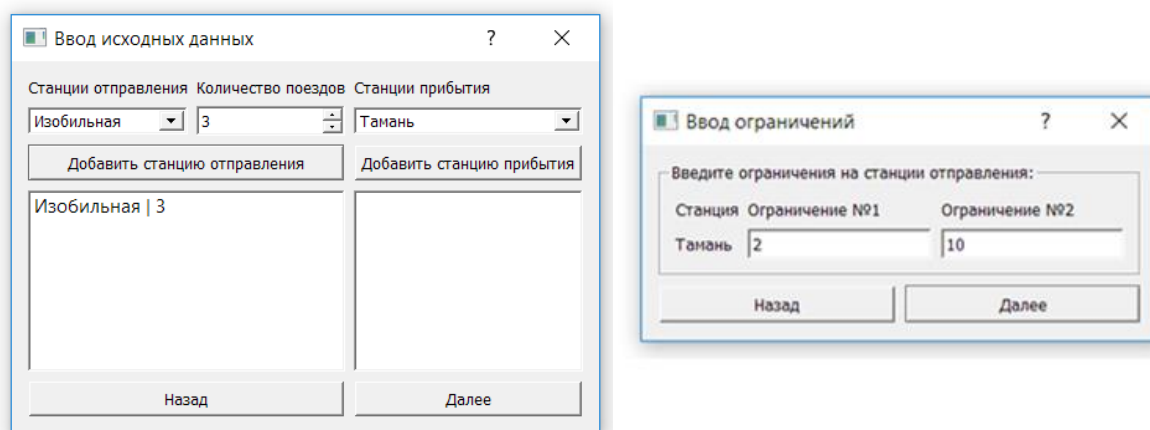 Ввод исходных данных
Станции отправления Количество поездов Станции прибытия
Изобильная 3 Тамань
Добавить станцию отправления Добавить станцию прибытия
Изобильная | 3
Назад Далее
Ввод ограничений
Введите ограничения на станции отправления:
Станция Ограничение №1 Ограничение №2
Тамань 2 10
Назад Далее